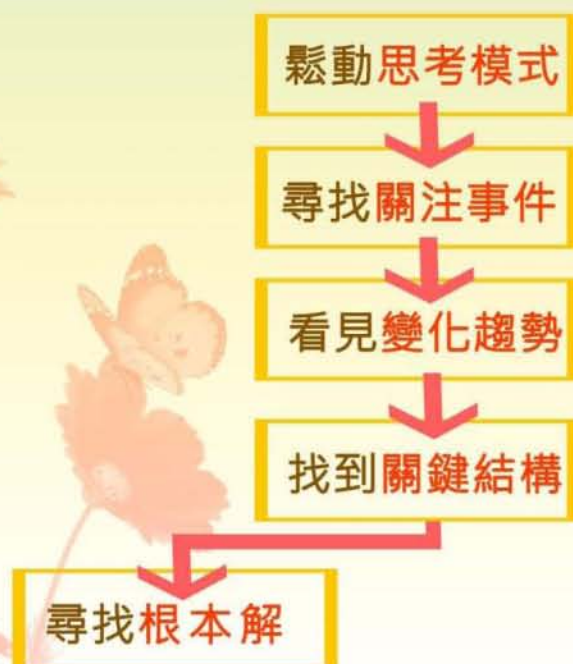 鬆動思考模式
尋找關注事件
看見變化趨勢
找到關鍵結構
尋找根本解